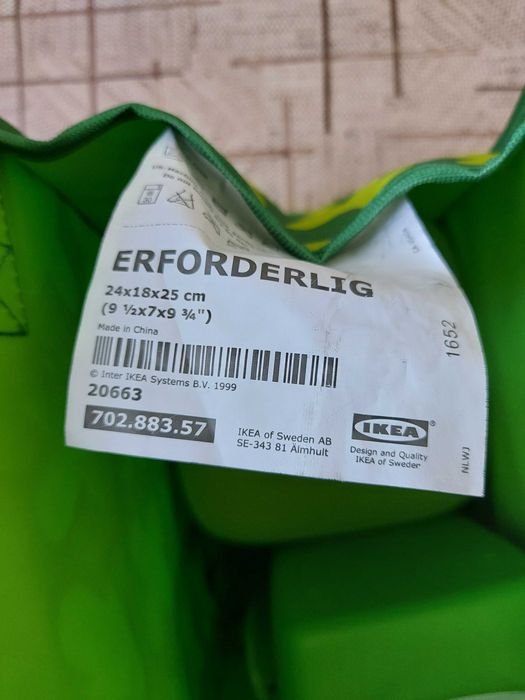 ERFORDERLIG
24x18x25 cm
(9 ½x7x9 ¾")
Made in China
© Inter IKEA Systems B.V. 1999
20663
702.883.57
IKEA of Sweden AB
SE-343 81 Älmhult
IKEA®
Design and Quality
IKEA of Sweden
1652
NLWJ